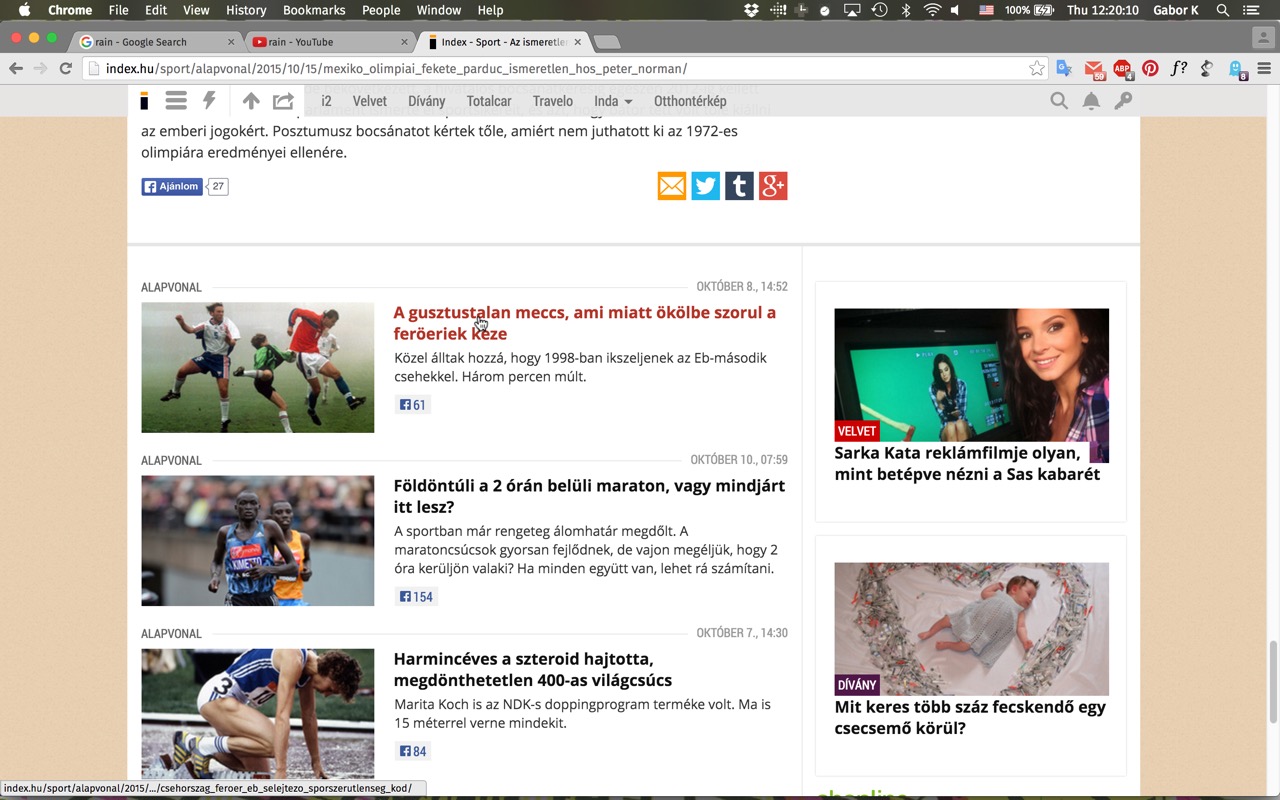 Chrome File Edit View History Bookmarks People Window Help 100% Thu 12:20:10 Gabor K
rain - Google Search rain - YouTube Index - Sport - Az ismeretlen
index.hu/sport/alapvonal/2015/10/15/mexiko_olimpiai_fekete_parduc_ismeretlen_hos_peter_norman/
59 ABP 4 f? 8
i2 Velvet Dívány Totalcar Travelo Inda Otthontérkép
az emberi jogokért. Posztumusz bocsánatot kértek tőle, amiért nem juthatott ki az 1972-es
olimpiára eredményei ellenére.
Ajánlom 27
t g+
ALAPVONAL OKTÓBER 8., 14:52
A gusztustalan meccs, ami miatt ökölbe szorul a
feröeriek keze
Közel álltak hozzá, hogy 1998-ban ikszeljenek az Eb-második
csehekkel. Három percen múlt.
61
ALAPVONAL OKTÓBER 10., 07:59
KIMETTO
Földöntúli a 2 órán belüli maraton, vagy mindjárt
itt lesz?
A sportban már rengeteg álomhatár megdőlt. A
maratoncsúcsok gyorsan fejlődnek, de vajon megéljük, hogy 2
óra kerüljön valaki? Ha minden együtt van, lehet rá számítani.
154
ALAPVONAL OKTÓBER 7., 14:30
3
Harmincéves a szteroid hajtotta,
megdönthetetlen 400-as világcsúcs
Marita Koch is az NDK-s doppingprogram terméke volt. Ma is
15 méterrel verne mindekit.
84
VELVET
Sarka Kata reklámfilmje olyan,
mint betépve nézni a Sas kabarét
DÍVÁNY
Mit keres több száz fecskendő egy
csecsemő körül?
index.hu/sport/alapvonal/2015/.../csehorszag_feroer_eb_selejtezo_sporszerutlenseg_kod/